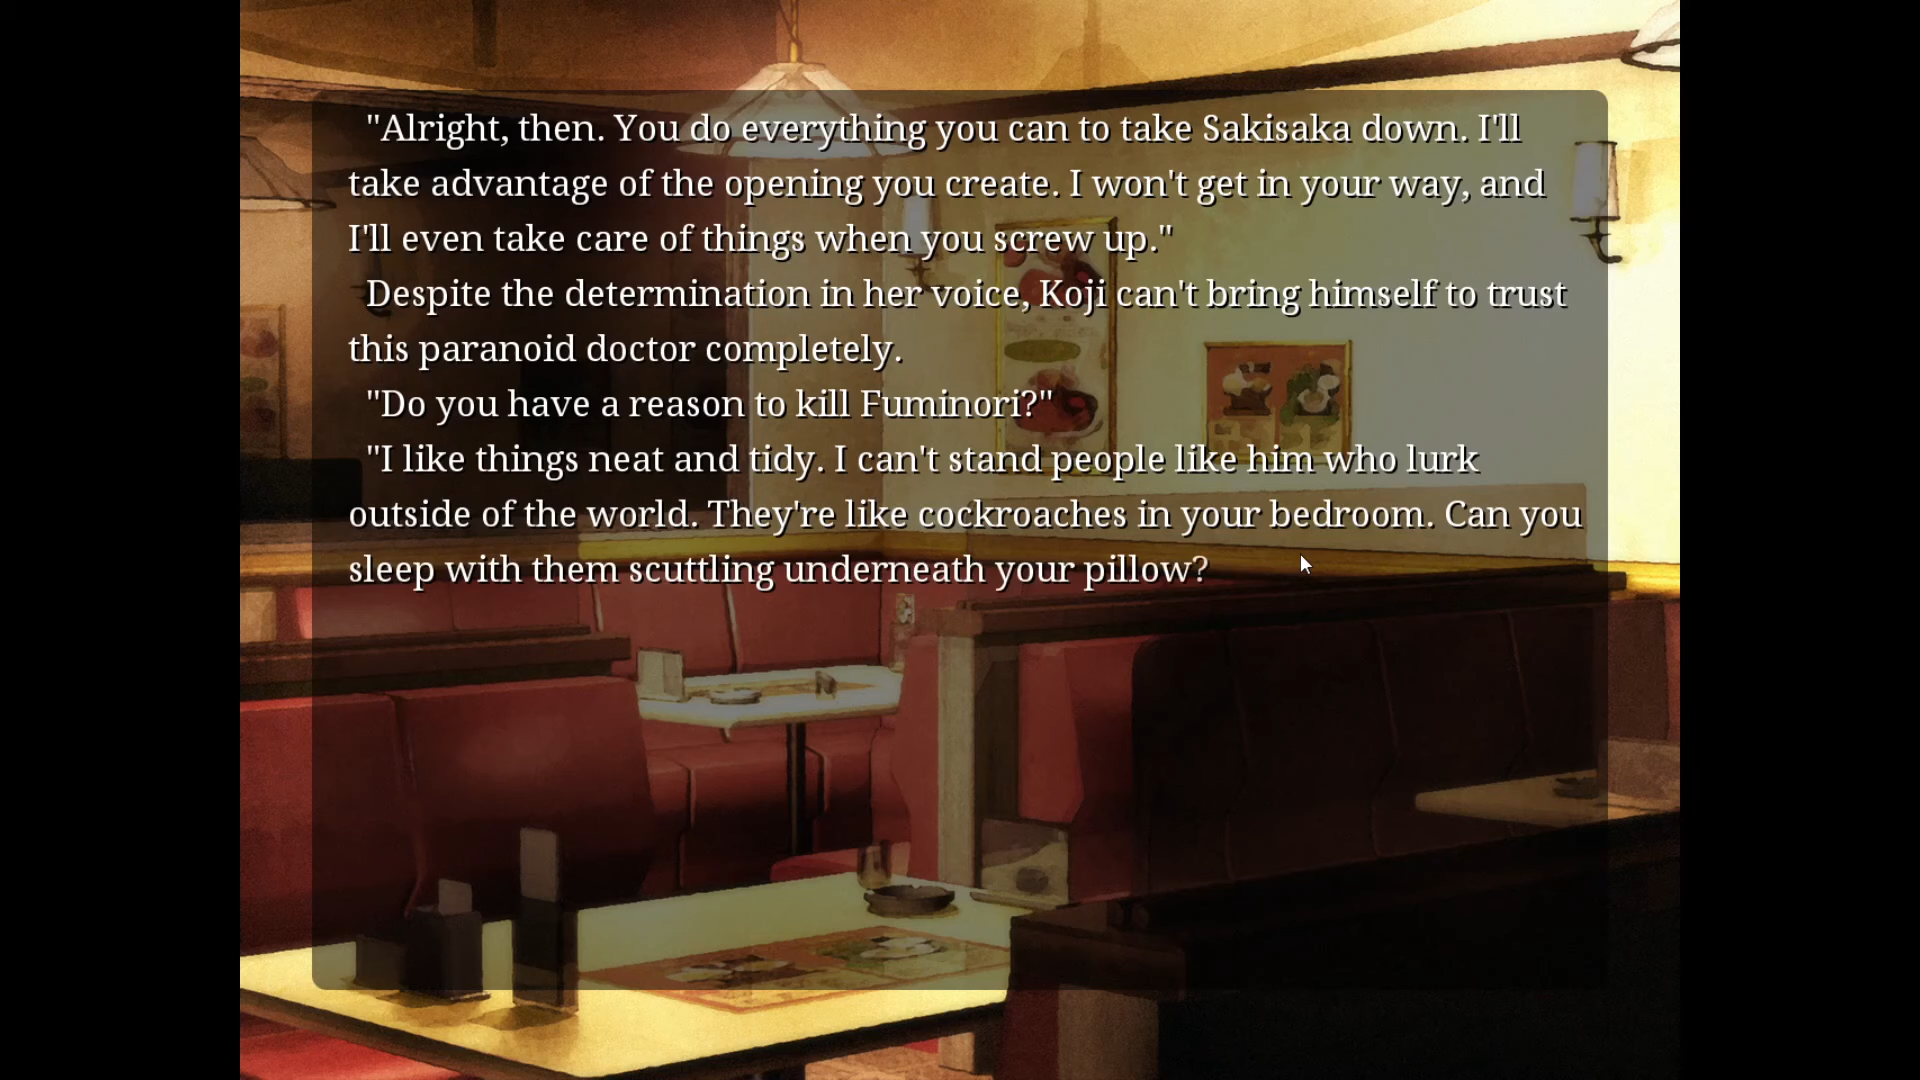 "Alright, then. You do everything you can to take Sakisaka down. I'll
take advantage of the opening you create. I won't get in your way, and
I'll even take care of things when you screw up."
Despite the determination in her voice, Koji can't bring himself to trust
this paranoid doctor completely.
"Do you have a reason to kill Fuminori?"
"I like things neat and tidy. I can't stand people like him who lurk
outside of the world. They're like cockroaches in your bedroom. Can you
sleep with them scuttling underneath your pillow?